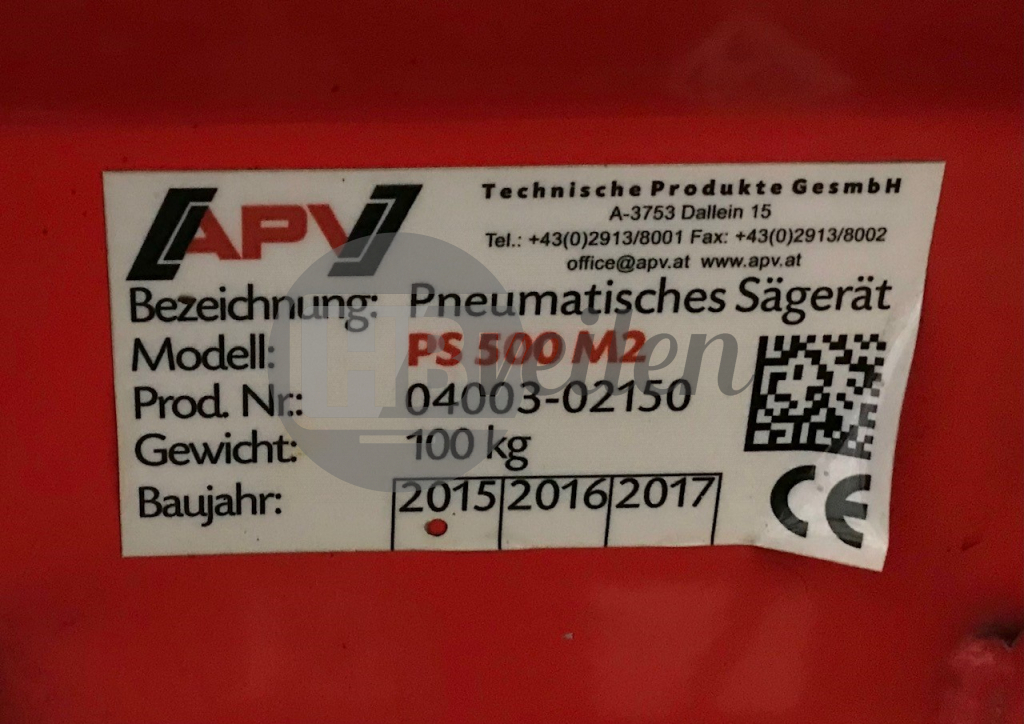 APV
Technische Produkte GesmbH
A-3753 Dallein 15
Tel.: +43(0)2913/8001 Fax: +43(0)2913/8002
office@apv.at www.apv.at
Bezeichnung: Pneumatisches Sägerät
Modell: PS 500 M2
Prod. Nr.: 04003-02150
Gewicht: 100 kg
Baujahr: 2015 2016 2017
CE